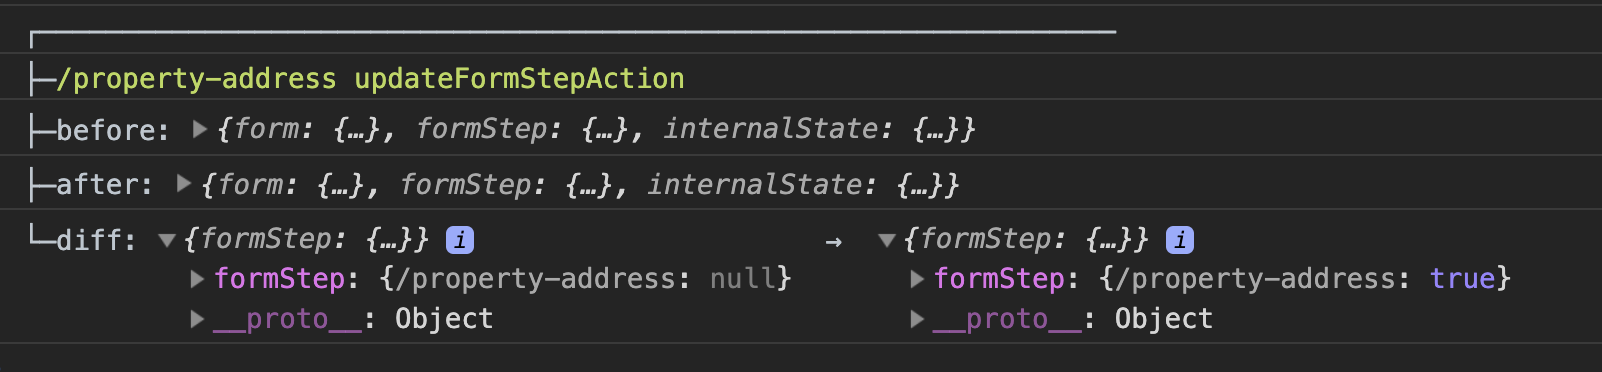 /property-address updateFormStepAction
before: ▶{form: {…}, formStep: {…}, internalState: {…}}
after: ▶{form: {…}, formStep: {…}, internalState: {…}}
diff: ▼{formStep: {…}} i → ▼{formStep: {…}} i
▶formStep: {/property-address: null} ▶formStep: {/property-address: true}
▶__proto__: Object ▶__proto__: Object